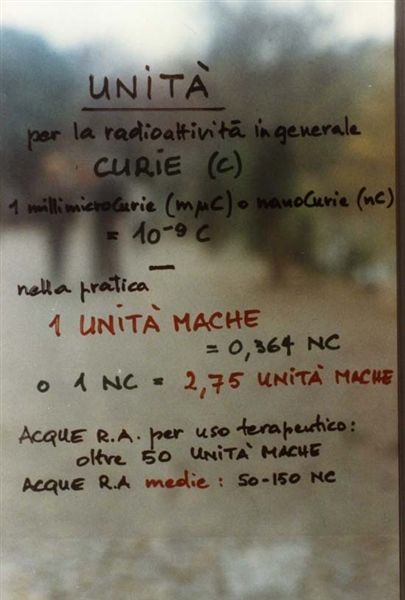 UNITÀ
per la radioattività in generale
CURIE (C)
1 millimicroCurie (mµC) o nanoCurie (nC)
= 10⁻⁹ C
nella pratica
1 UNITÀ MACHE
= 0,364 NC
o 1 NC = 2,75 UNITÀ MACHE
ACQUE R.A. per uso terapeutico:
oltre 50 UNITÀ MACHE
ACQUE R.A medie: 50-150 NC